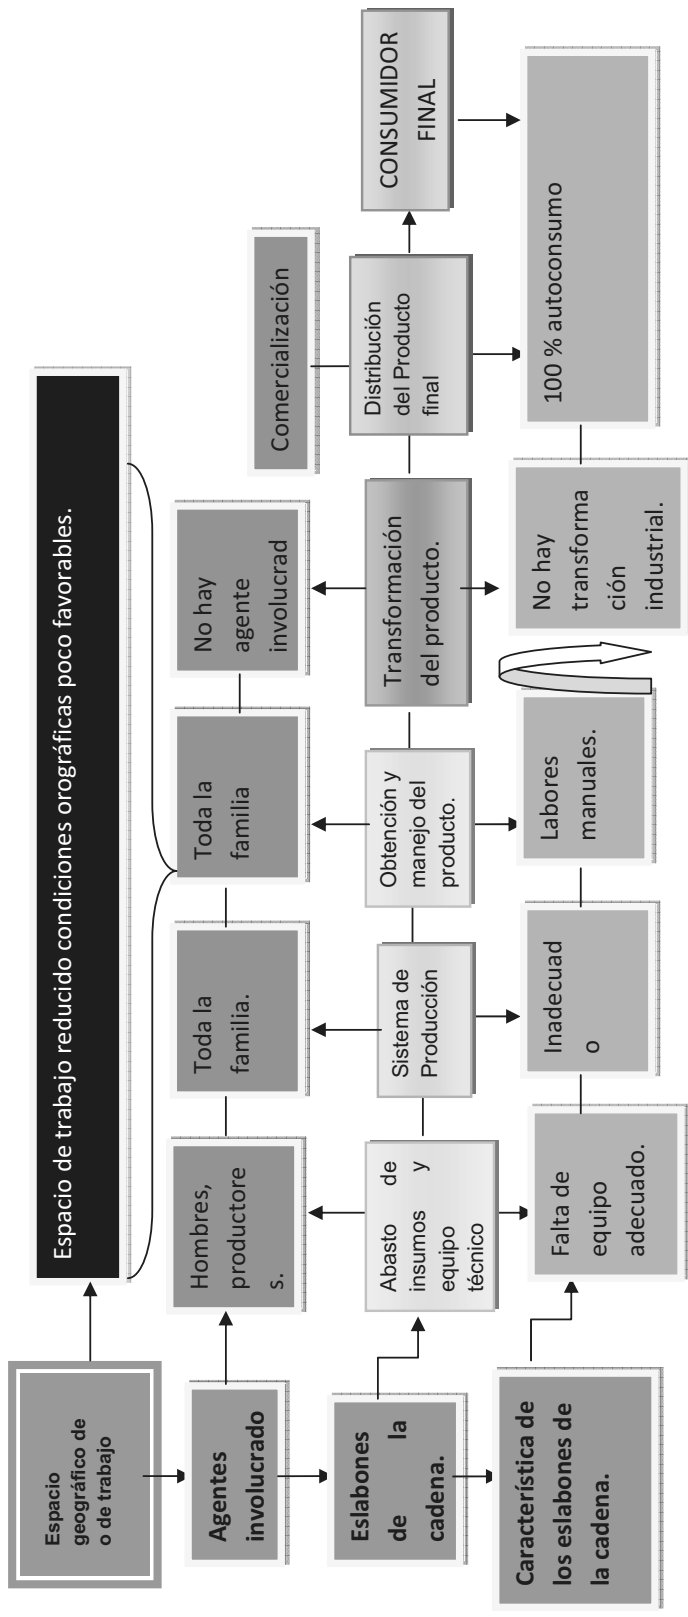 Espacio de trabajo reducido condiciones orográficas poco favorables.
Espacio
geográfico de
o de trabajo
Agentes
involucrado
Hombres,
productore
s.
Toda la
familia.
Toda la
familia
No hay
agente
involucrad
Comercialización
Eslabones
de la
cadena.
Abasto de
insumos y
equipo
técnico
Sistema de
Producción
Obtención y
manejo del
producto.
Transformación
del producto.
Distribución
del Producto
final
CONSUMIDOR
FINAL
Característica de
los eslabones de
la cadena.
Falta de
equipo
adecuado.
Inadecuad
o
Labores
manuales.
No hay
transforma
ción
industrial.
100 % autoconsumo